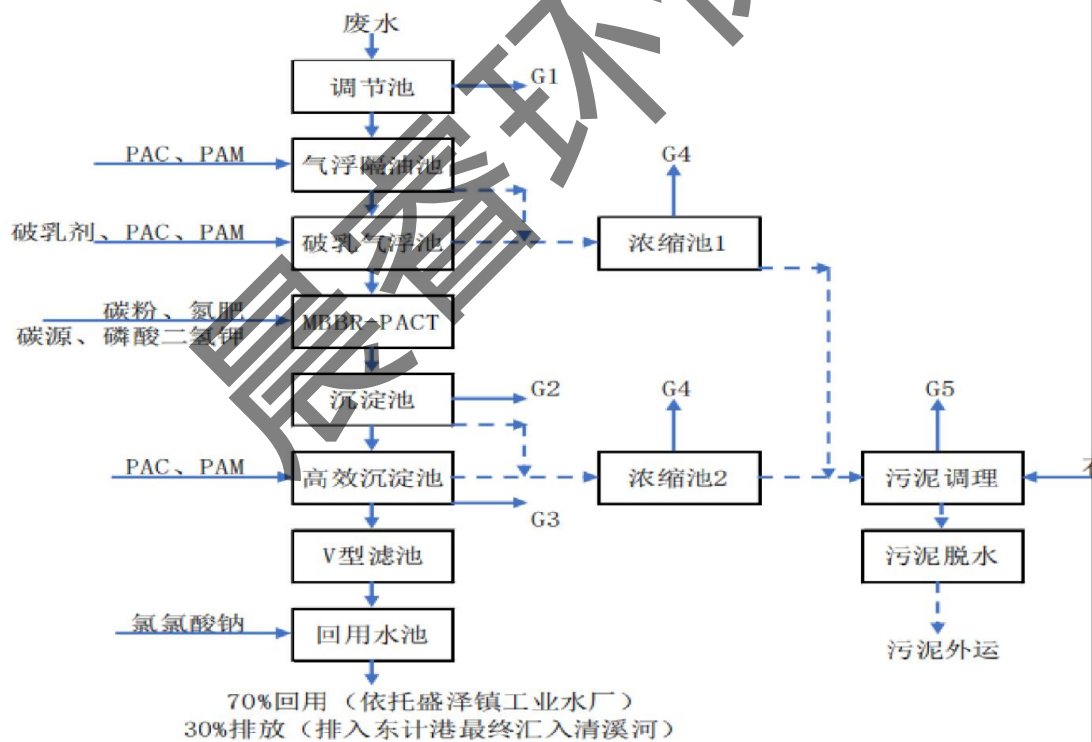 废水
调节池
G1
PAC、PAM
气浮隔油池
G4
破乳剂、PAC、PAM
破乳气浮池
浓缩池1
碳粉、氮肥
碳源、磷酸二氢钾
MBBR-PACT
沉淀池
G2
G4
G5
PAC、PAM
高效沉淀池
浓缩池2
污泥调理
G3
V型滤池
污泥脱水
氯氯酸钠
回用水池
污泥外运
70%回用（依托盛泽镇工业水厂）
30%排放（排入东计港最终汇入清溪河）
晨睿环